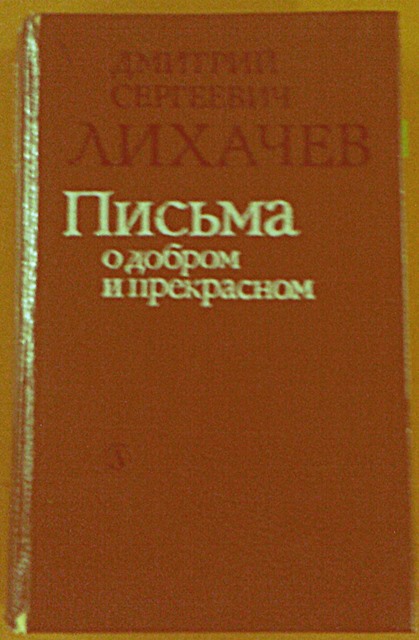 ДМИТРИЙ
СЕРГЕЕВИЧ
ЛИХАЧЕВ
Письма
о добром
и прекрасном